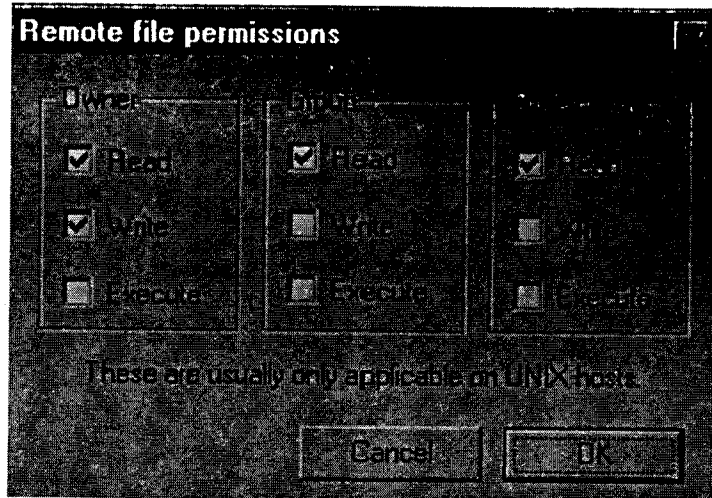 Remote file permissions
Owner Group
Read Read Read
Write Write Write
Execute Execute Execute
These are usually only applicable on UNIX hosts.
Cancel OK